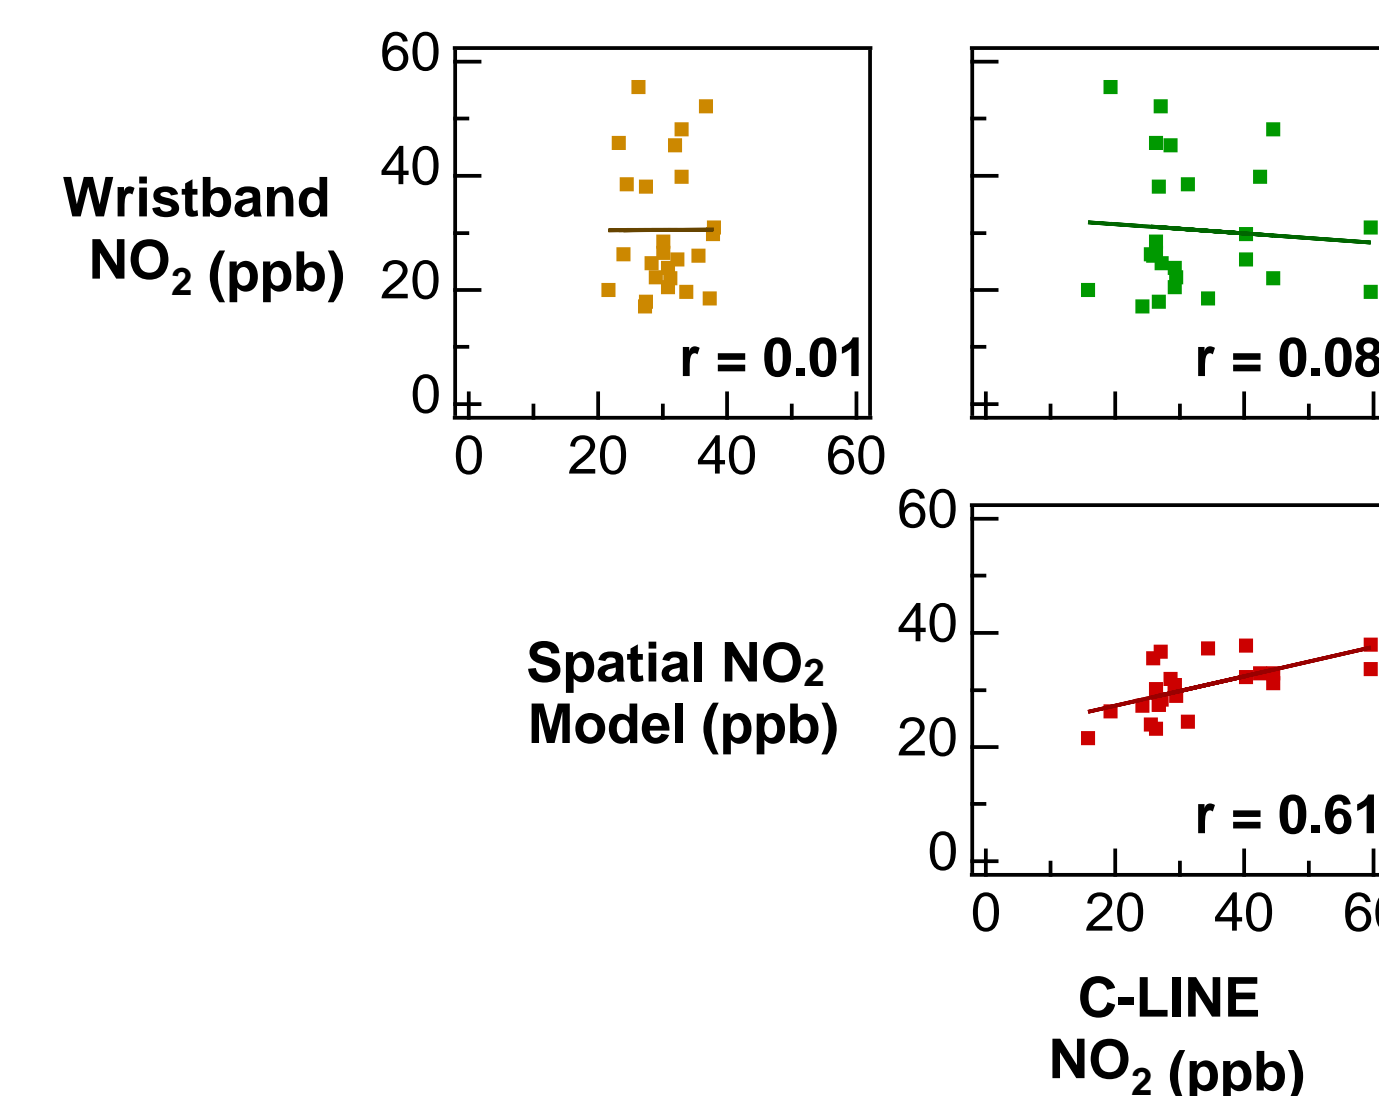 60
40
20
0
Wristband
NO₂ (ppb)
r = 0.01
r = 0.08
0 20 40 60
60
40
20
0
Spatial NO₂
Model (ppb)
r = 0.61
0 20 40
C-LINE
NO₂ (ppb)